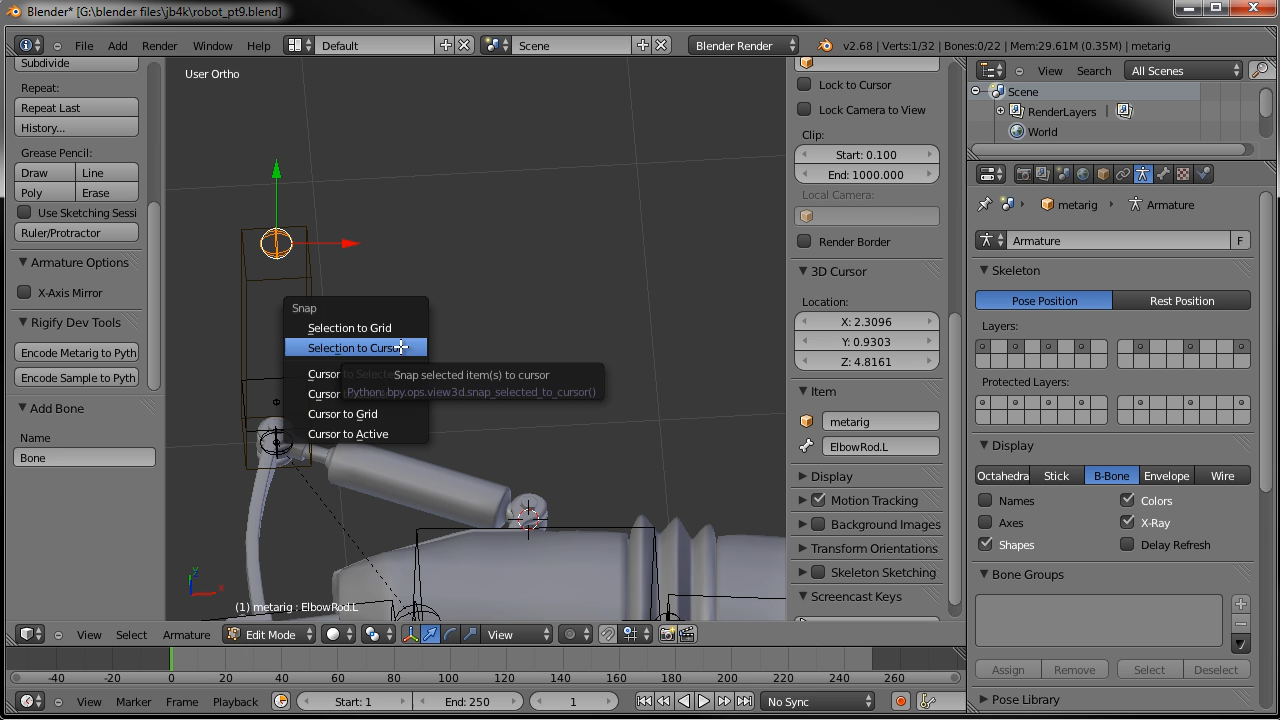 Blender* [G:\blender files\jb4k\robot_pt9.blend]
File Add Render Window Help
Default
Scene
Blender Render
v2.68 | Verts:1/32 | Bones:0/22 | Mem:29.61M (0.35M) | metarig
Subdivide
Repeat:
Repeat Last
History...
Grease Pencil:
Draw Line
Poly Erase
Use Sketching Sessi
Ruler/Protractor
Armature Options
X-Axis Mirror
Rigify Dev Tools
Encode Metarig to Pyth
Encode Sample to Pyth
Add Bone
Name
Bone
User Ortho
Snap
Selection to Grid
Selection to Curso
Cursor to Selecte
Cursor
Cursor to Grid
Cursor to Active
Snap selected item(s) to cursor
Python: bpy.ops.view3d.snap_selected_to_cursor()
y
x
(1) metarig : ElbowRod.L
View Select Armature
Edit Mode
View
Lock to Cursor
Lock Camera to View
Clip:
Start: 0.100
End: 1000.000
Local Camera:
Render Border
3D Cursor
Location:
X: 2.3096
Y: 0.9303
Z: 4.8161
Item
metarig
ElbowRod.L
Display
Motion Tracking
Background Images
Transform Orientations
Skeleton Sketching
Screencast Keys
View Search
All Scenes
Scene
RenderLayers |
World
metarig
Armature
Armature
F
Skeleton
Pose Position Rest Position
Layers:
Protected Layers:
Display
Octahedra Stick B-Bone Envelope Wire
Names Colors
Axes X-Ray
Shapes Delay Refresh
Bone Groups
Assign Remove Select Deselect
Pose Library
-40 -20 0 20 40 60 80 100 120 140 160 180 200 220 240 260
View Marker Frame Playback
Start: 1
End: 250
1
No Sync